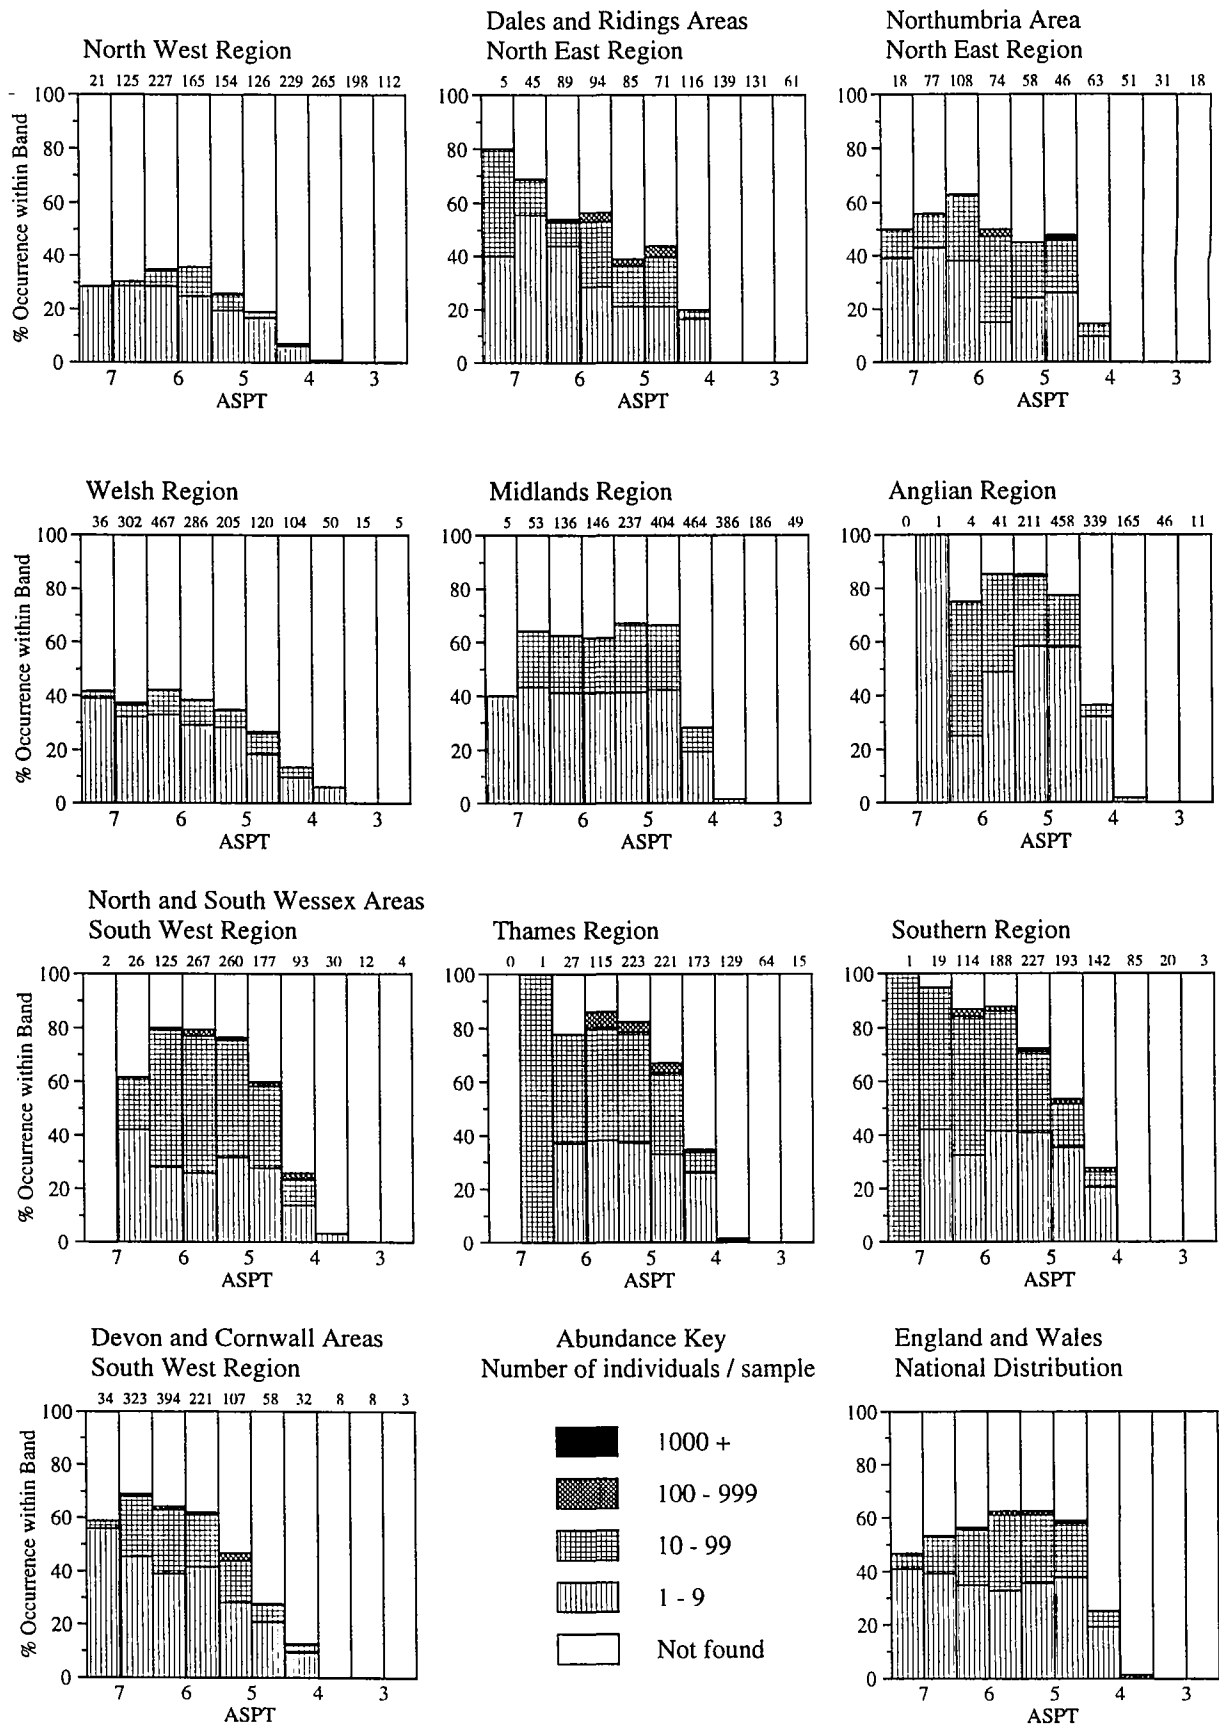 North West Region
21 125 227 165 154 126 229 265 198 112
% Occurrence within Band
100
80
60
40
20
0
7 6 5 4 3
ASPT
Dales and Ridings Areas
North East Region
5 45 89 94 85 71 116 139 131 61
100
80
60
40
20
0
7 6 5 4 3
ASPT
Northumbria Area
North East Region
18 77 108 74 58 46 63 51 31 18
100
80
60
40
20
0
7 6 5 4 3
ASPT
Welsh Region
36 302 467 286 205 120 104 50 15 5
% Occurrence within Band
100
80
60
40
20
0
7 6 5 4 3
ASPT
Midlands Region
5 53 136 146 237 404 464 386 186 49
100
80
60
40
20
0
7 6 5 4 3
ASPT
Anglian Region
0 1 4 41 211 458 339 165 46 11
100
80
60
40
20
0
7 6 5 4 3
ASPT
North and South Wessex Areas
South West Region
2 26 125 267 260 177 93 30 12 4
% Occurrence within Band
100
80
60
40
20
0
7 6 5 4 3
ASPT
Thames Region
0 1 27 115 223 221 173 129 64 15
100
80
60
40
20
0
7 6 5 4 3
ASPT
Southern Region
1 19 114 188 227 193 142 85 20 3
100
80
60
40
20
0
7 6 5 4 3
ASPT
Devon and Cornwall Areas
South West Region
34 323 394 221 107 58 32 8 8 3
% Occurrence within Band
100
80
60
40
20
0
7 6 5 4 3
ASPT
Abundance Key
Number of individuals / sample
1000 +
100 - 999
10 - 99
1 - 9
Not found
England and Wales
National Distribution
100
80
60
40
20
0
7 6 5 4 3
ASPT